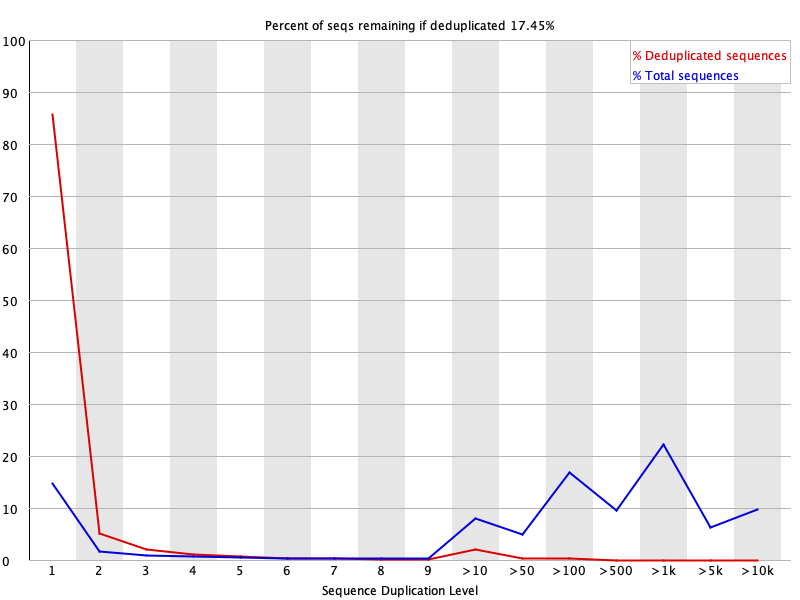 Percent of seqs remaining if deduplicated 17.45%
% Deduplicated sequences
% Total sequences
100
90
80
70
60
50
40
30
20
10
0
1 2 3 4 5 6 7 8 9 >10 >50 >100 >500 >1k >5k >10k
Sequence Duplication Level